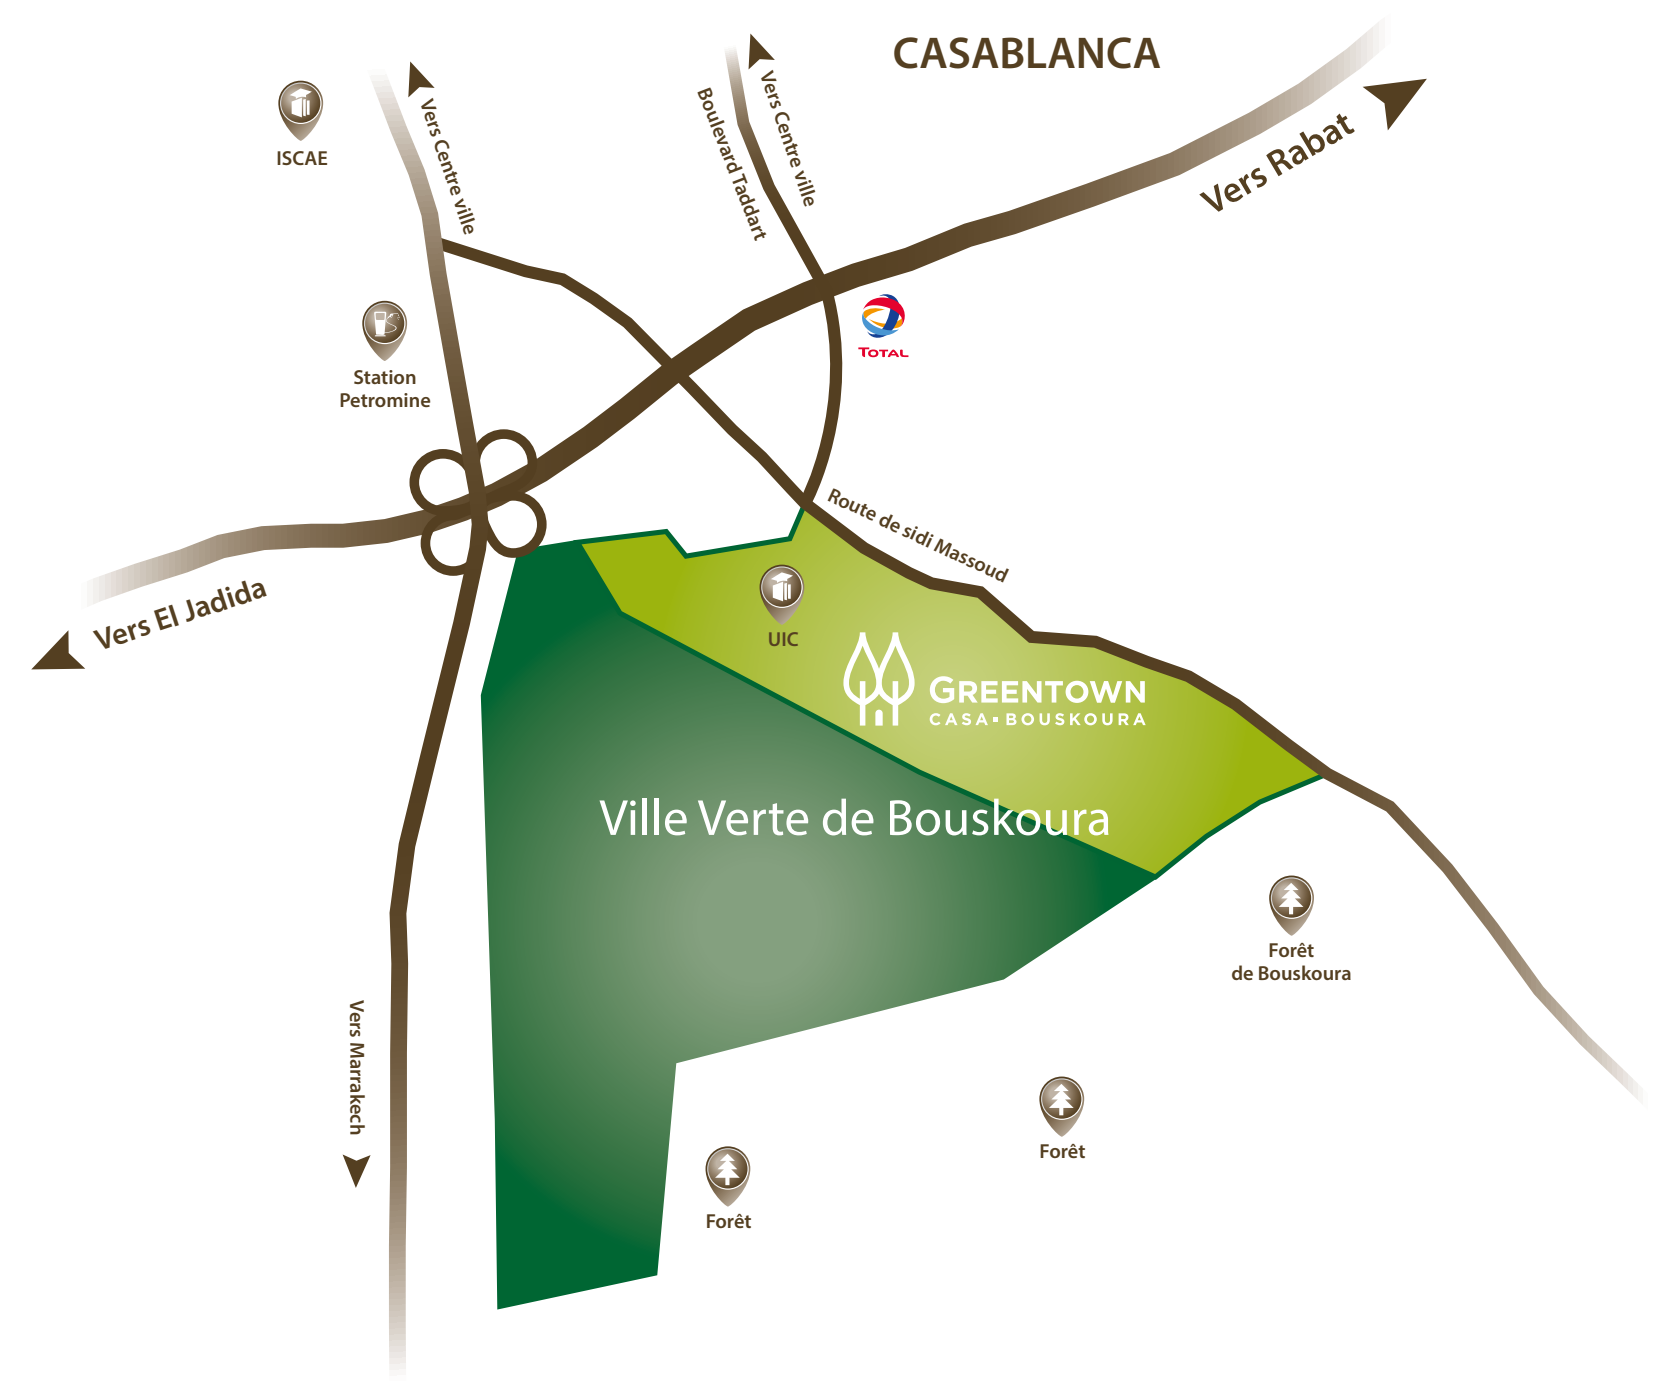 CASABLANCA
Vers Centre ville
Vers Centre ville
Boulevard Taddart
Vers Rabat
ISCAE
TOTAL
Station
Petromine
Route de sidi Massoud
Vers El Jadida
UIC
GREENTOWN
CASA BOUSKOURA
Ville Verte de Bouskoura
Forêt
de Bouskoura
Vers Marrakech
Forêt
Forêt